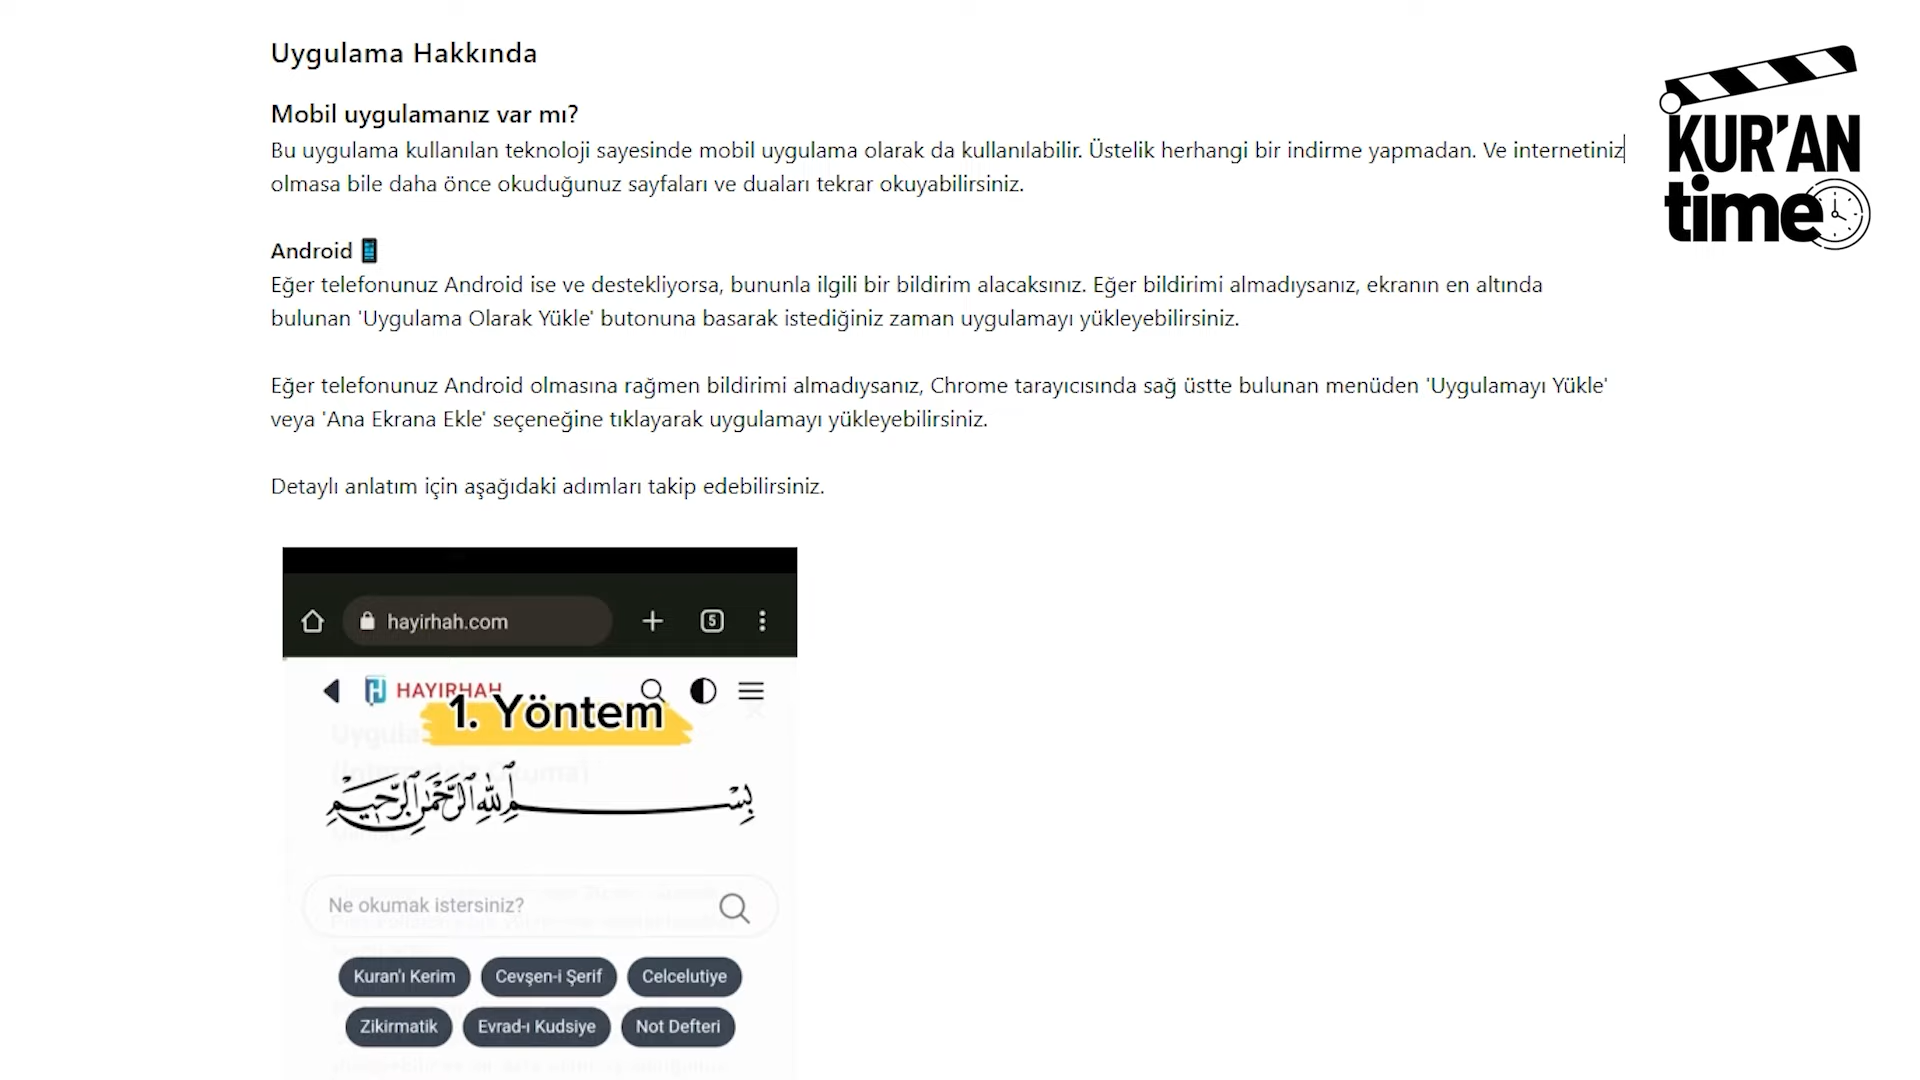 Uygulama Hakkında
Mobil uygulamanız var mı?
Bu uygulama kullanılan teknoloji sayesinde mobil uygulama olarak da kullanılabilir. Üstelik herhangi bir indirme yapmadan. Ve internetiniz
olmasa bile daha önce okuduğunuz sayfaları ve duaları tekrar okuyabilirsiniz.
KUR'AN
time
Android
Eğer telefonunuz Android ise ve destekliyorsa, bununla ilgili bir bildirim alacaksınız. Eğer bildirimi almadıysanız, ekranın en altında
bulunan 'Uygulama Olarak Yükle' butonuna basarak istediğiniz zaman uygulamayı yükleyebilirsiniz.
Eğer telefonunuz Android olmasına rağmen bildirimi almadıysanız, Chrome tarayıcısında sağ üstte bulunan menüden 'Uygulamayı Yükle'
veya 'Ana Ekrana Ekle' seçeneğine tıklayarak uygulamayı yükleyebilirsiniz.
Detaylı anlatım için aşağıdaki adımları takip edebilirsiniz.
hayirhah.com
5
HAYIRHAH
1. Yöntem
بِسْمِ اللهِ الرَّحْمٰنِ الرَّحِيمِ
Ne okumak istersiniz?
Kuran'ı Kerim Cevşen-i Şerif Celcelutiye
Zikirmatik Evrad-ı Kudsiye Not Defteri